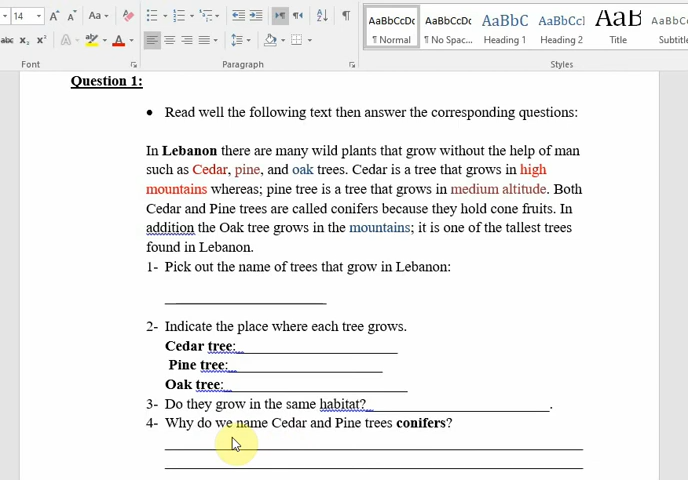 14 A A Aa
AaBbCcDc AaBbCcDc AaBbC AaBbCcl AaB AaBbCc
¶ Normal ¶ No Spac... Heading 1 Heading 2 Title Subtitle
abc x₂ x² A A
Font Paragraph Styles
Question 1:
• Read well the following text then answer the corresponding questions:
In Lebanon there are many wild plants that grow without the help of man
such as Cedar, pine, and oak trees. Cedar is a tree that grows in high
mountains whereas; pine tree is a tree that grows in medium altitude. Both
Cedar and Pine trees are called conifers because they hold cone fruits. In
addition the Oak tree grows in the mountains; it is one of the tallest trees
found in Lebanon.
1- Pick out the name of trees that grow in Lebanon:
2- Indicate the place where each tree grows.
Cedar tree:
Pine tree:
Oak tree:
3- Do they grow in the same habitat? .
4- Why do we name Cedar and Pine trees conifers?